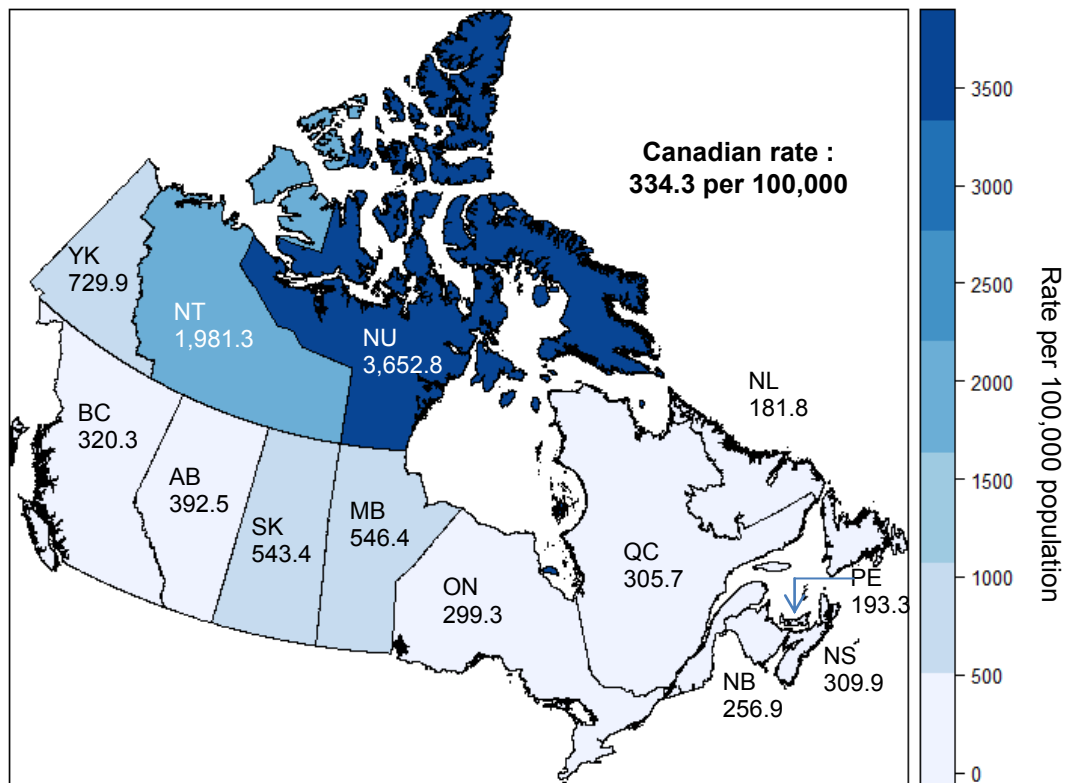 Canadian rate :
334.3 per 100,000
YK
729.9
NT
1,981.3
NU
3,652.8
NL
181.8
BC
320.3
AB
392.5
SK
543.4
MB
546.4
ON
299.3
QC
305.7
PE
193.3
NS
309.9
NB
256.9
3500
3000
2500
2000
1500
1000
500
0
Rate per 100,000 population